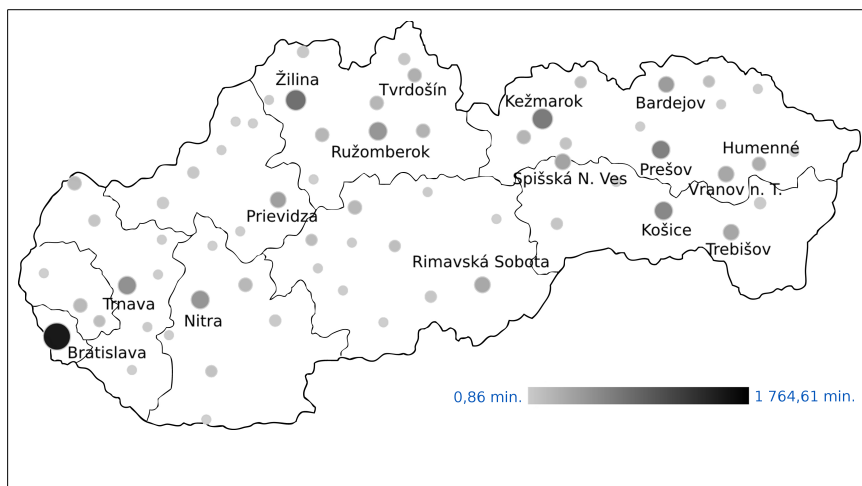 Žilina
Tvrdošín
Kežmarok
Bardejov
Ružomberok
Humenné
Prešov
Spišská N. Ves
Vranov n. T.
Prievidza
Košice
Trebišov
Rimavská Sobota
Trnava
Nitra
Bratislava
0,86 min.
1 764,61 min.